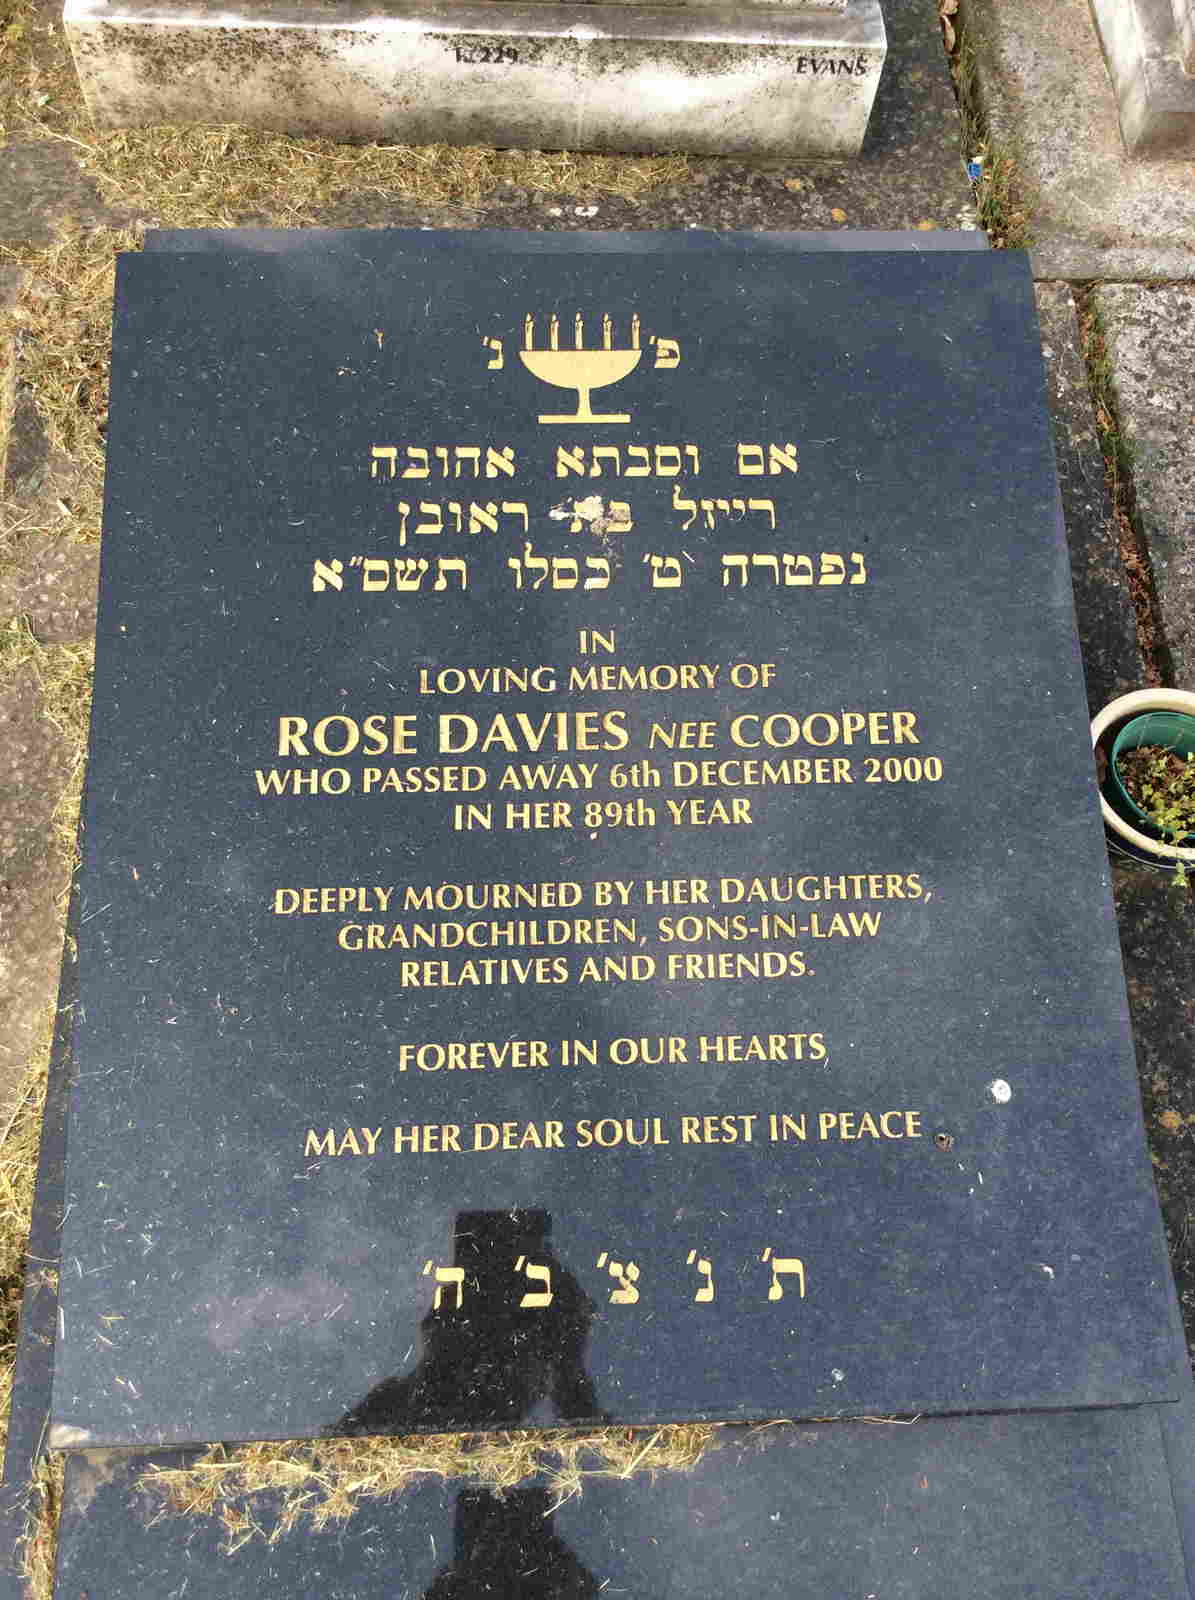 V. 229 EVANS
פ׳ נ׳
אם וסבתא אהובה
רייזל בת ראובן
נפטרה ט׳ כסלו תשס״א
IN
LOVING MEMORY OF
ROSE DAVIES NEE COOPER
WHO PASSED AWAY 6th DECEMBER 2000
IN HER 89th YEAR
DEEPLY MOURNED BY HER DAUGHTERS,
GRANDCHILDREN, SONS-IN-LAW
RELATIVES AND FRIENDS.
FOREVER IN OUR HEARTS
MAY HER DEAR SOUL REST IN PEACE
ת׳ נ׳ צ׳ ב׳ ה׳